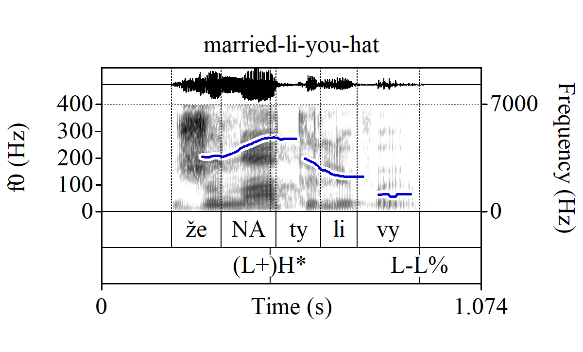 married-li-you-hat
400
300
200
100
0
f0 (Hz)
7000
0
Frequency (Hz)
že NA ty li vy
(L+)H* L-L%
0 Time (s) 1.074